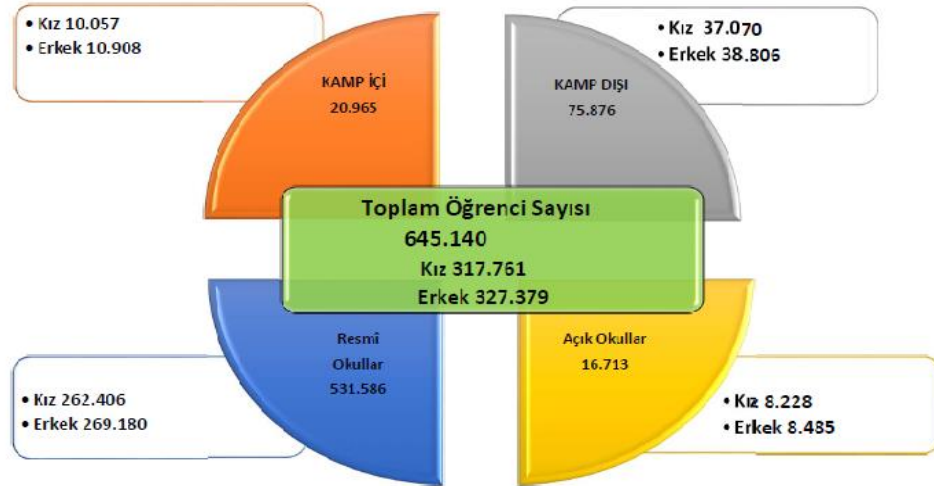 • Kız 10.057
• Erkek 10.908
KAMP İÇİ
20.965
KAMP DIŞI
75.876
• Kız 37.070
• Erkek 38.806
Toplam Öğrenci Sayısı
645.140
Kız 317.761
Erkek 327.379
Resmî
Okullar
531.586
Açık Okullar
16.713
• Kız 262.406
• Erkek 269.180
• Kız 8.228
• Erkek 8.485